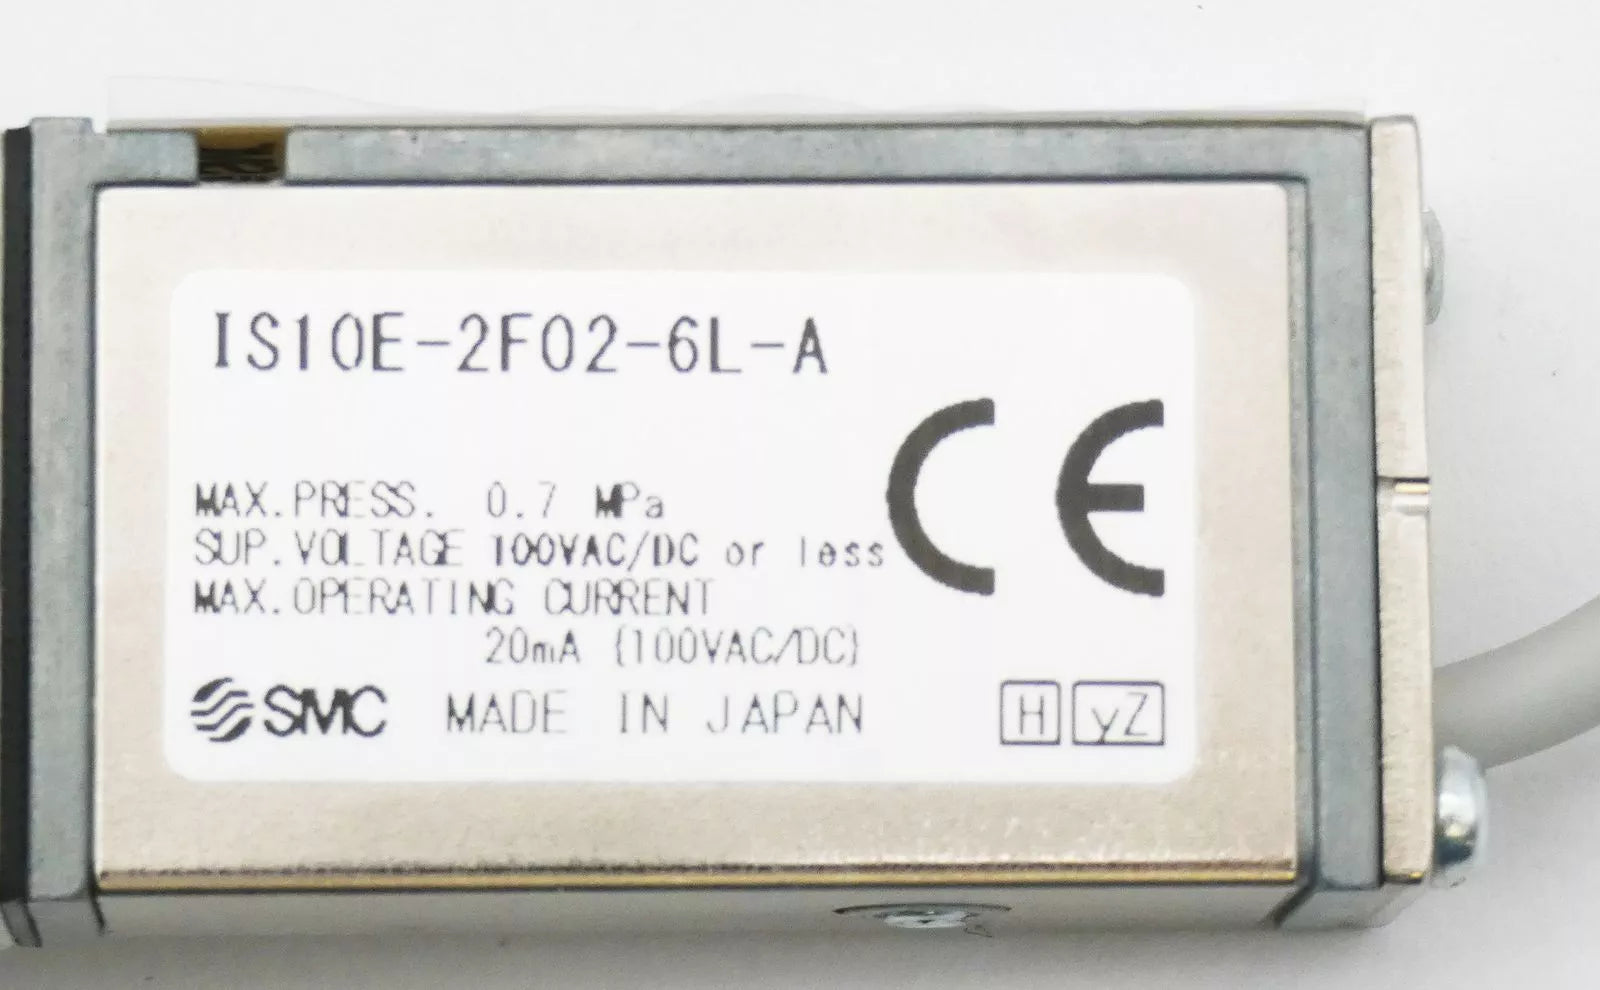 IS10E-2F02-6L-A
CE
MAX.PRESS. 0.7 MPa
SUP.VOLTAGE 100VAC/DC or less
MAX.OPERATING CURRENT
20mA {100VAC/DC}
SMC MADE IN JAPAN H yZ